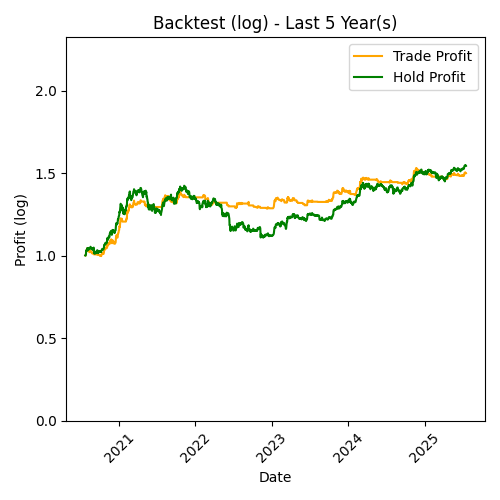 Backtest (log) - Last 5 Year(s)
Trade Profit
Hold Profit
Profit (log)
2.0
1.5
1.0
0.5
0.0
2021
2022
2023
2024
2025
Date